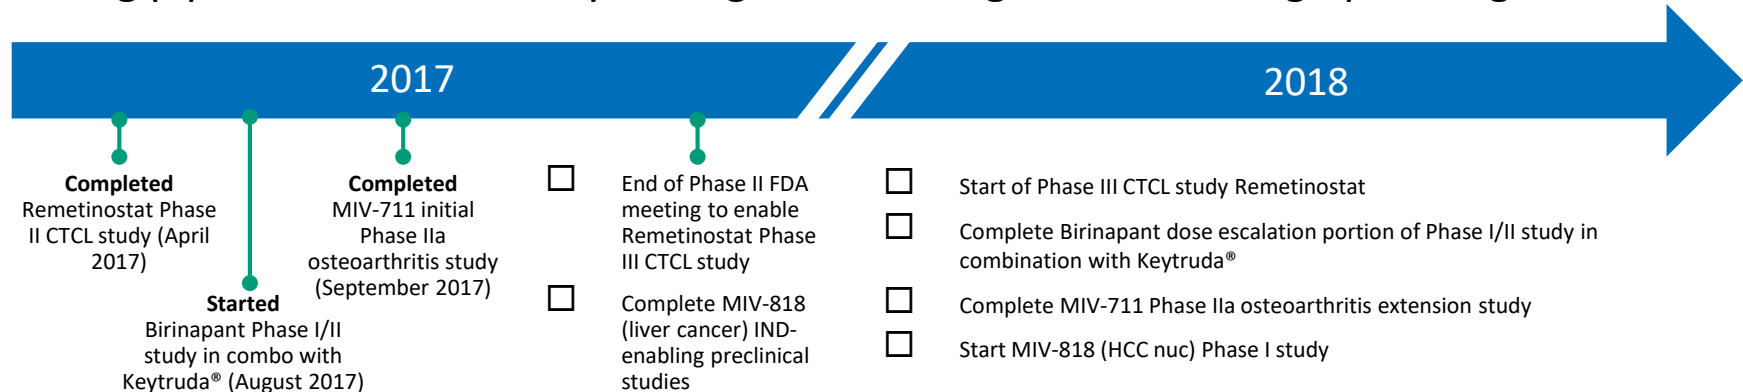 2017
2018
Completed
Remetinostat Phase
II CTCL study (April
2017)
Started
Birinapant Phase I/II
study in combo with
Keytruda® (August 2017)
Completed
MIV-711 initial
Phase IIa
osteoarthritis study
(September 2017)
End of Phase II FDA
meeting to enable
Remetinostat Phase
III CTCL study
Complete MIV-818
(liver cancer) IND-
enabling preclinical
studies
Start of Phase III CTCL study Remetinostat
Complete Birinapant dose escalation portion of Phase I/II study in
combination with Keytruda®
Complete MIV-711 Phase IIa osteoarthritis extension study
Start MIV-818 (HCC nuc) Phase I study